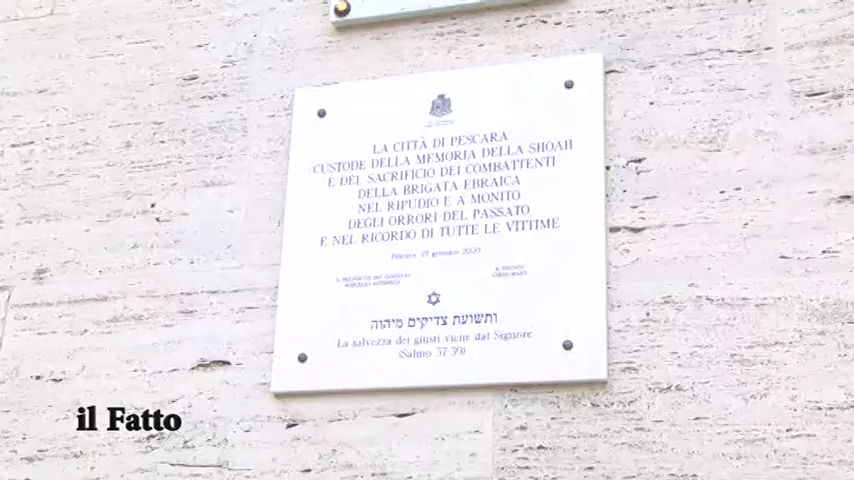 LA CITTÀ DI PESCARA
CUSTODE DELLA MEMORIA DELLA SHOAH
E DEL SACRIFICIO DEI COMBATTENTI
DELLA BRIGATA EBRAICA
NEL RIPUDIO E A MONITO
DEGLI ORRORI DEL PASSATO
E NEL RICORDO DI TUTTE LE VITTIME
Pescara 27 gennaio 2020
ותשועת צדיקים מיהוה
La salvezza dei giusti viene dal Signore
(Salmo 37:39)
il Fatto